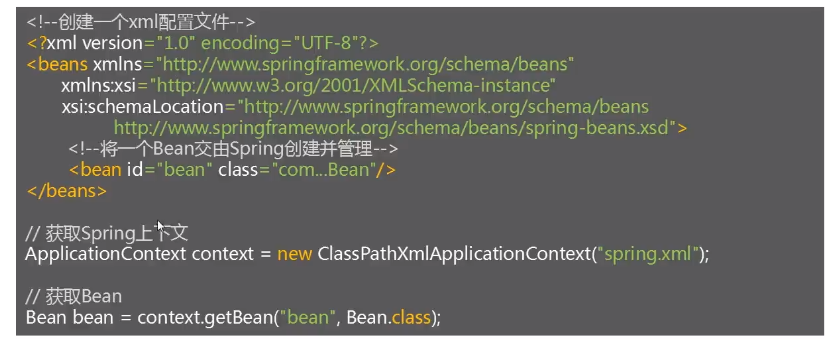 <!--创建一个xml配置文件-->
<?xml version="1.0" encoding="UTF-8"?>
<beans xmlns="http://www.springframework.org/schema/beans"
xmlns:xsi="http://www.w3.org/2001/XMLSchema-instance"
xsi:schemaLocation="http://www.springframework.org/schema/beans
http://www.springframework.org/schema/beans/spring-beans.xsd">
<!--将一个Bean交由Spring创建并管理-->
<bean id="bean" class="com...Bean"/>
</beans>
// 获取Spring上下文
ApplicationContext context = new ClassPathXmlApplicationContext("spring.xml");
// 获取Bean
Bean bean = context.getBean("bean", Bean.class);